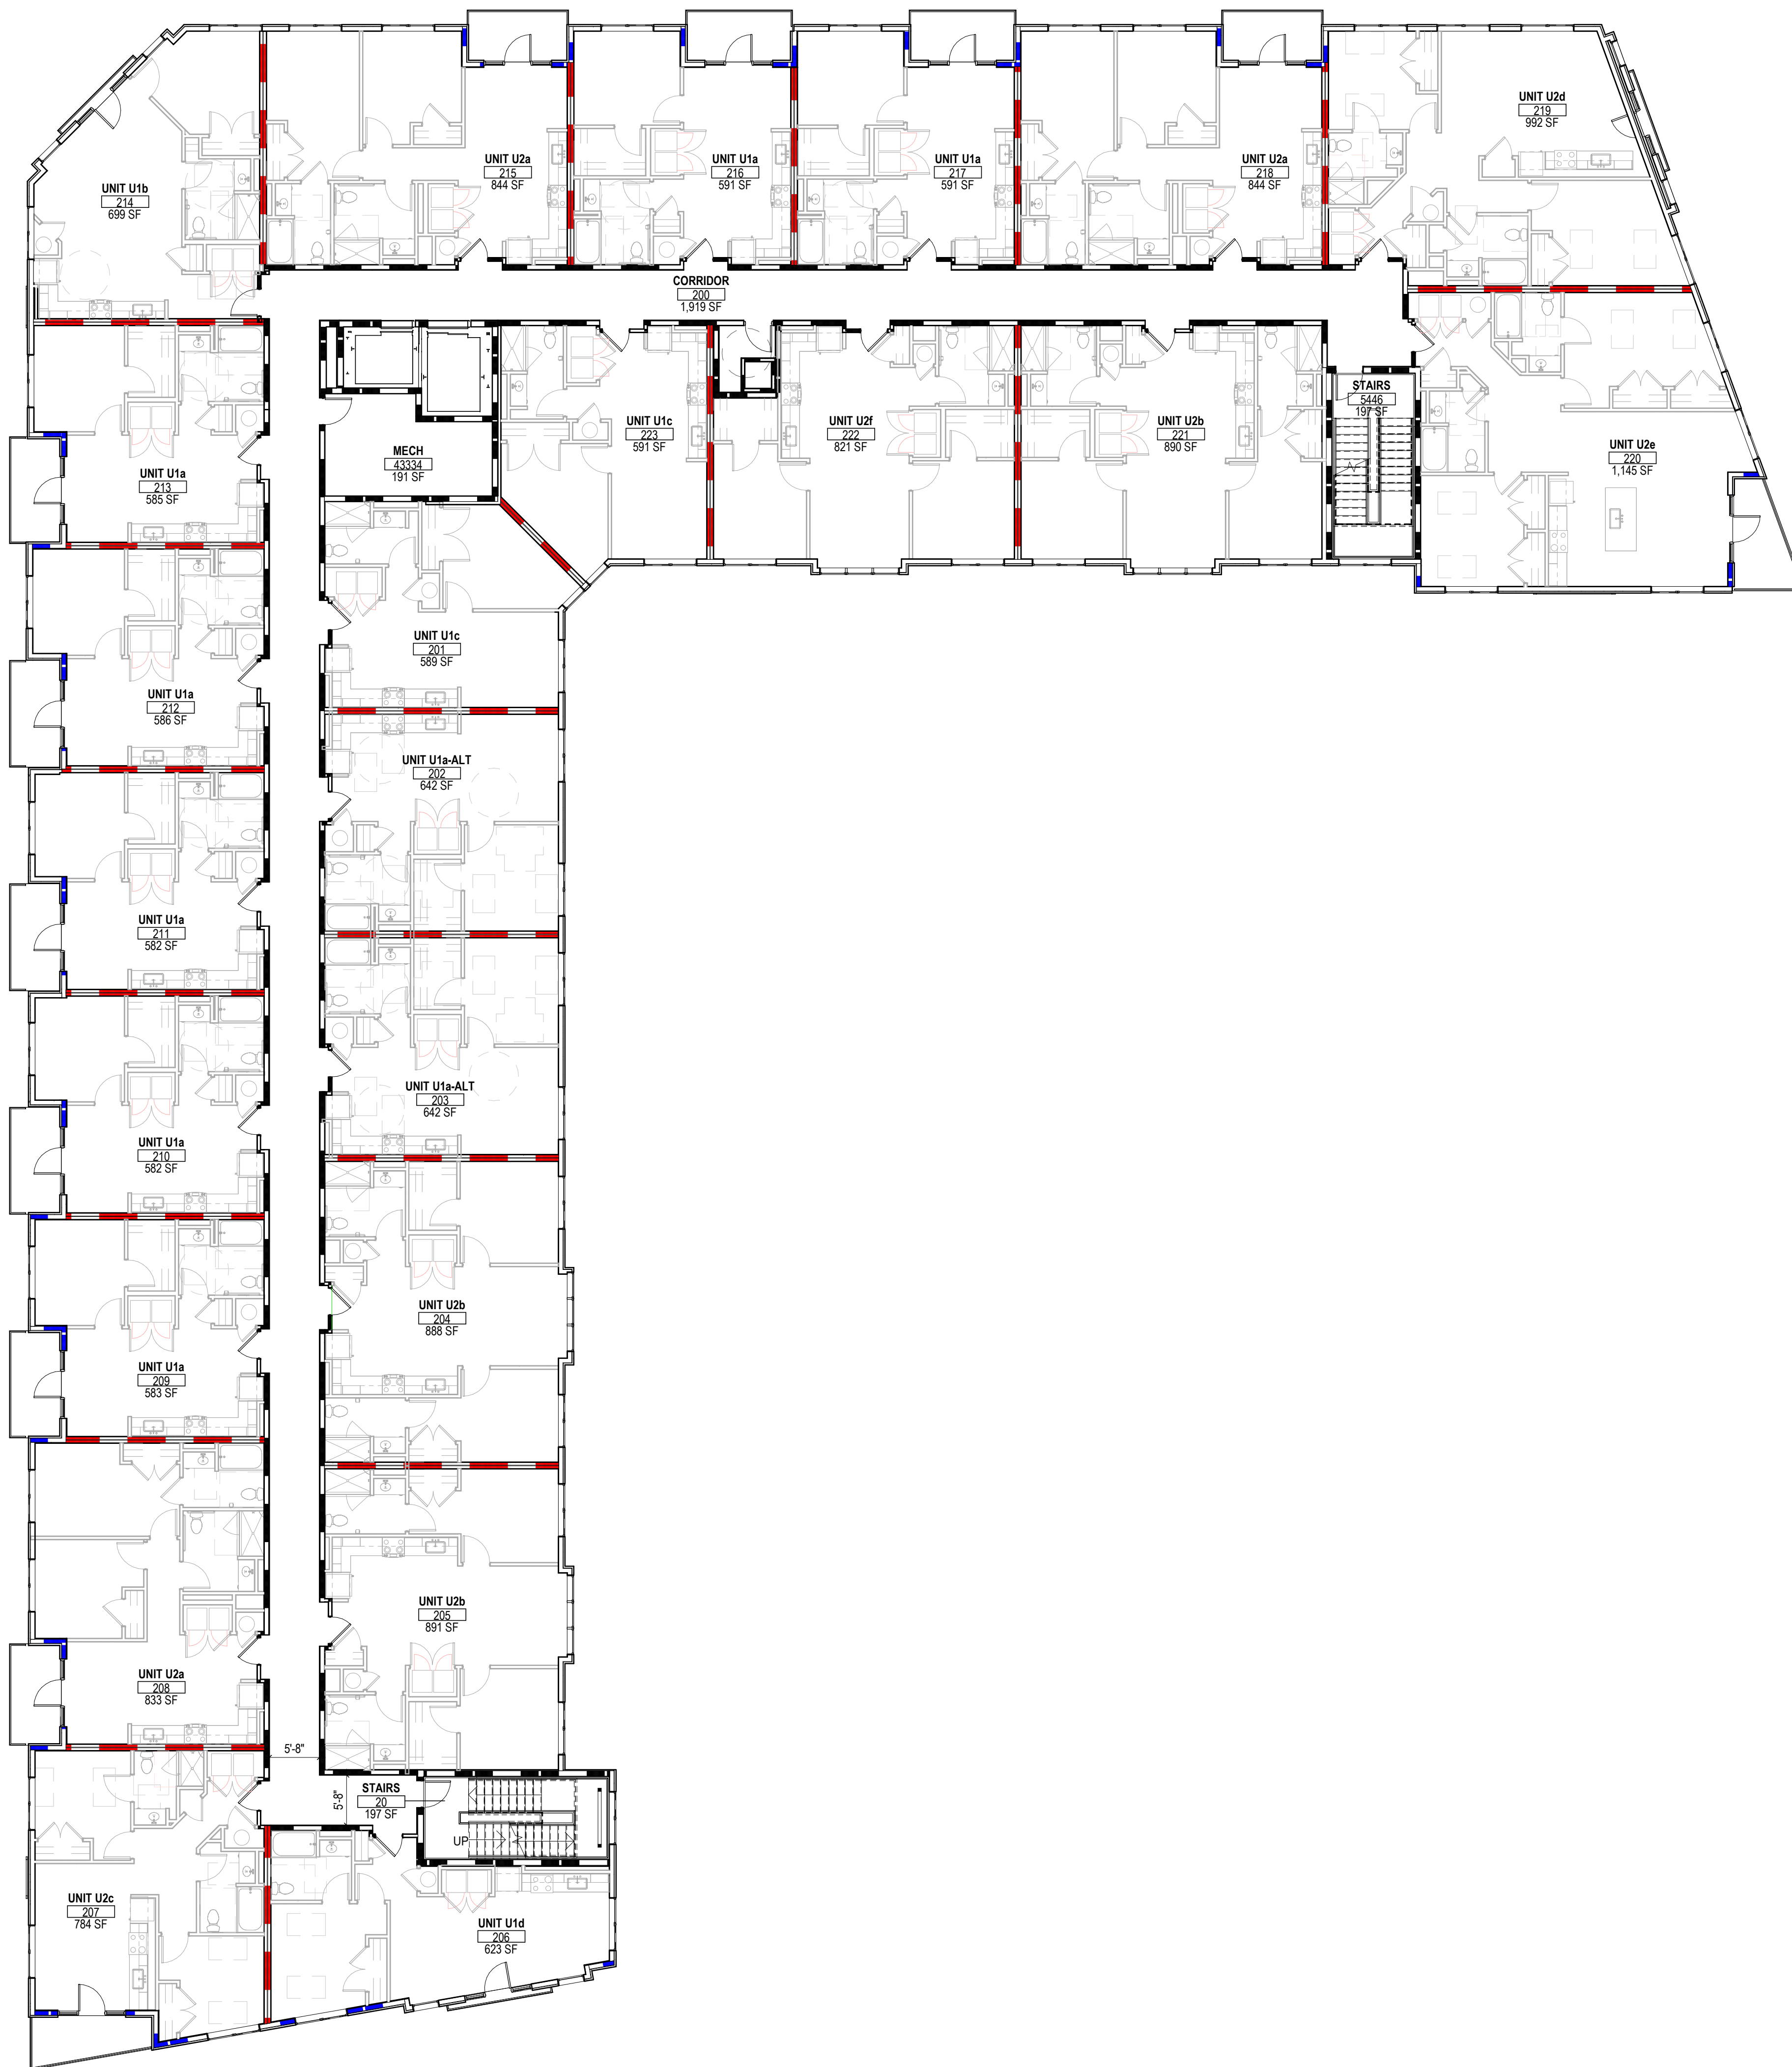 UNIT U2d
219
992 SF
UNIT U2a
215
844 SF
UNIT U1a
216
591 SF
UNIT U1a
217
591 SF
UNIT U2a
218
844 SF
UNIT U1b
214
699 SF
CORRIDOR
200
1,919 SF
STAIRS
5446
197 SF
UNIT U1c
223
591 SF
UNIT U2f
222
821 SF
UNIT U2b
221
890 SF
UNIT U2e
220
1,145 SF
MECH
43334
191 SF
UNIT U1a
213
585 SF
UNIT U1c
201
589 SF
UNIT U1a
212
586 SF
UNIT U1a-ALT
202
642 SF
UNIT U1a
211
582 SF
UNIT U1a-ALT
203
642 SF
UNIT U1a
210
582 SF
UNIT U2b
204
888 SF
UNIT U1a
209
583 SF
UNIT U2b
205
891 SF
UNIT U2a
208
833 SF
5'-8"
5'-8"
STAIRS
20
197 SF
UP
UNIT U2c
207
784 SF
UNIT U1d
206
623 SF